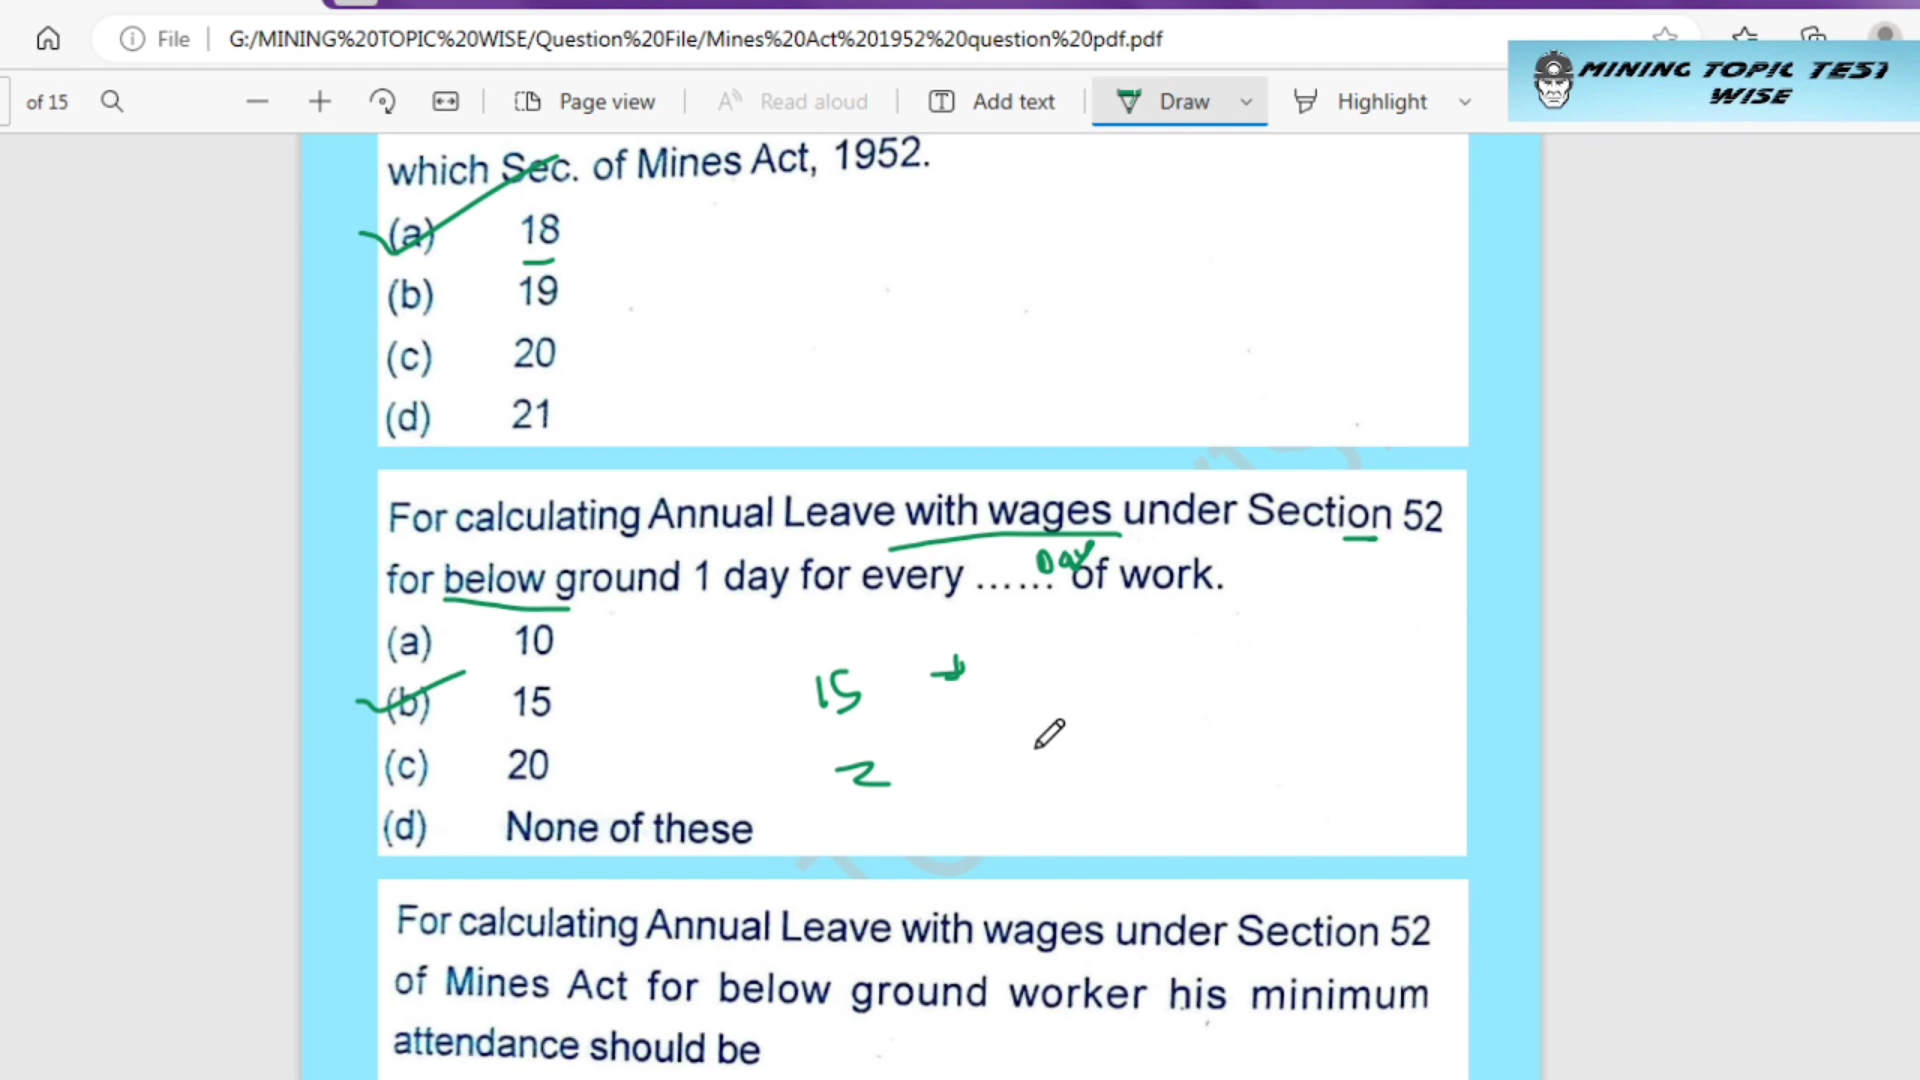 File
G:/MINING%20TOPIC%20WISE/Question%20File/Mines%20Act%201952%20question%20pdf.pdf
MINING TOPIC TEST
WISE
of 15
Page view
Read aloud
Add text
Draw
Highlight
which Sec. of Mines Act, 1952.
(a) 18
(b) 19
(c) 20
(d) 21
For calculating Annual Leave with wages under Section 52
Day
for below ground 1 day for every ...... of work.
(a) 10
(b) 15
(c) 20
(d) None of these
15
2
For calculating Annual Leave with wages under Section 52
of Mines Act for below ground worker his minimum
attendance should be